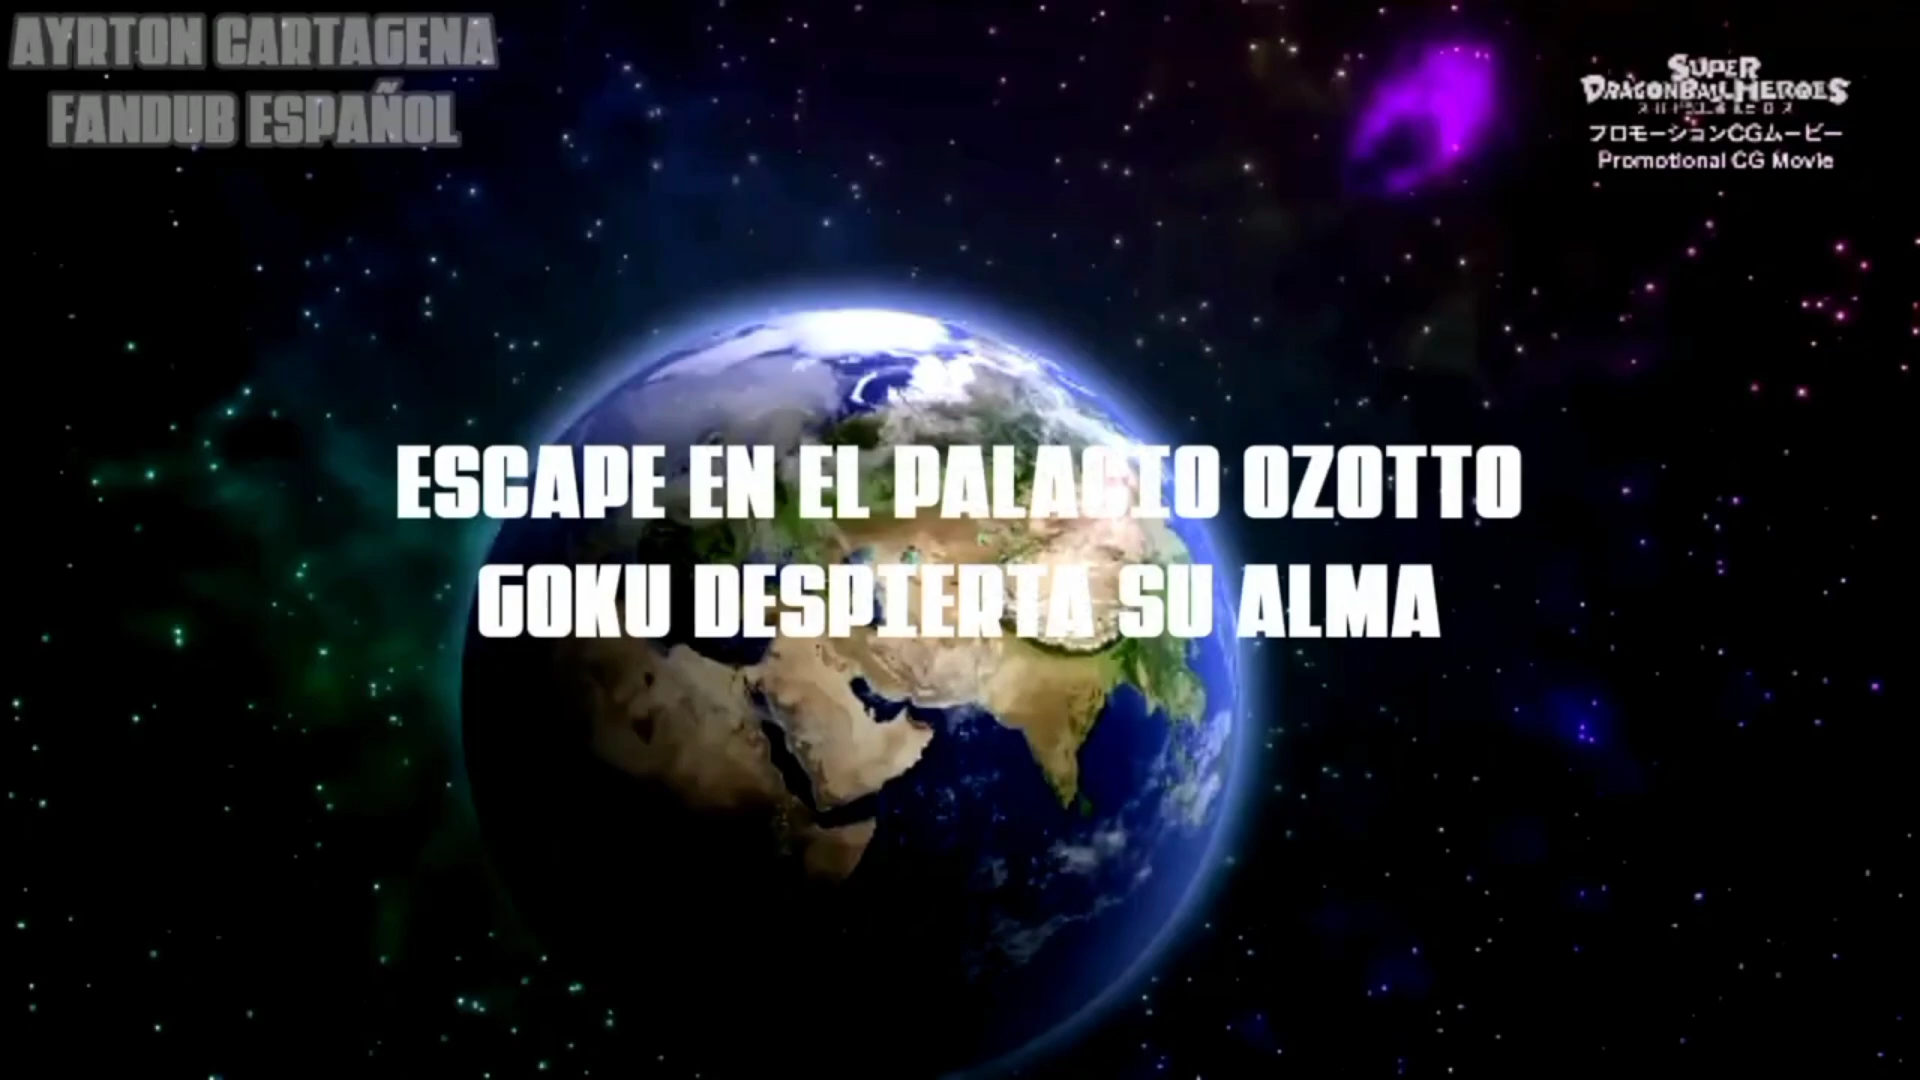 AYRTON CARTAGENA
FANDUB ESPAÑOL
SUPER
DRAGONBALL HEROES
プロモーションCGムービー
Promotional CG Movie
ESCAPE EN EL PALACIO OZOTTO
GOKU DESPIERTA SU ALMA